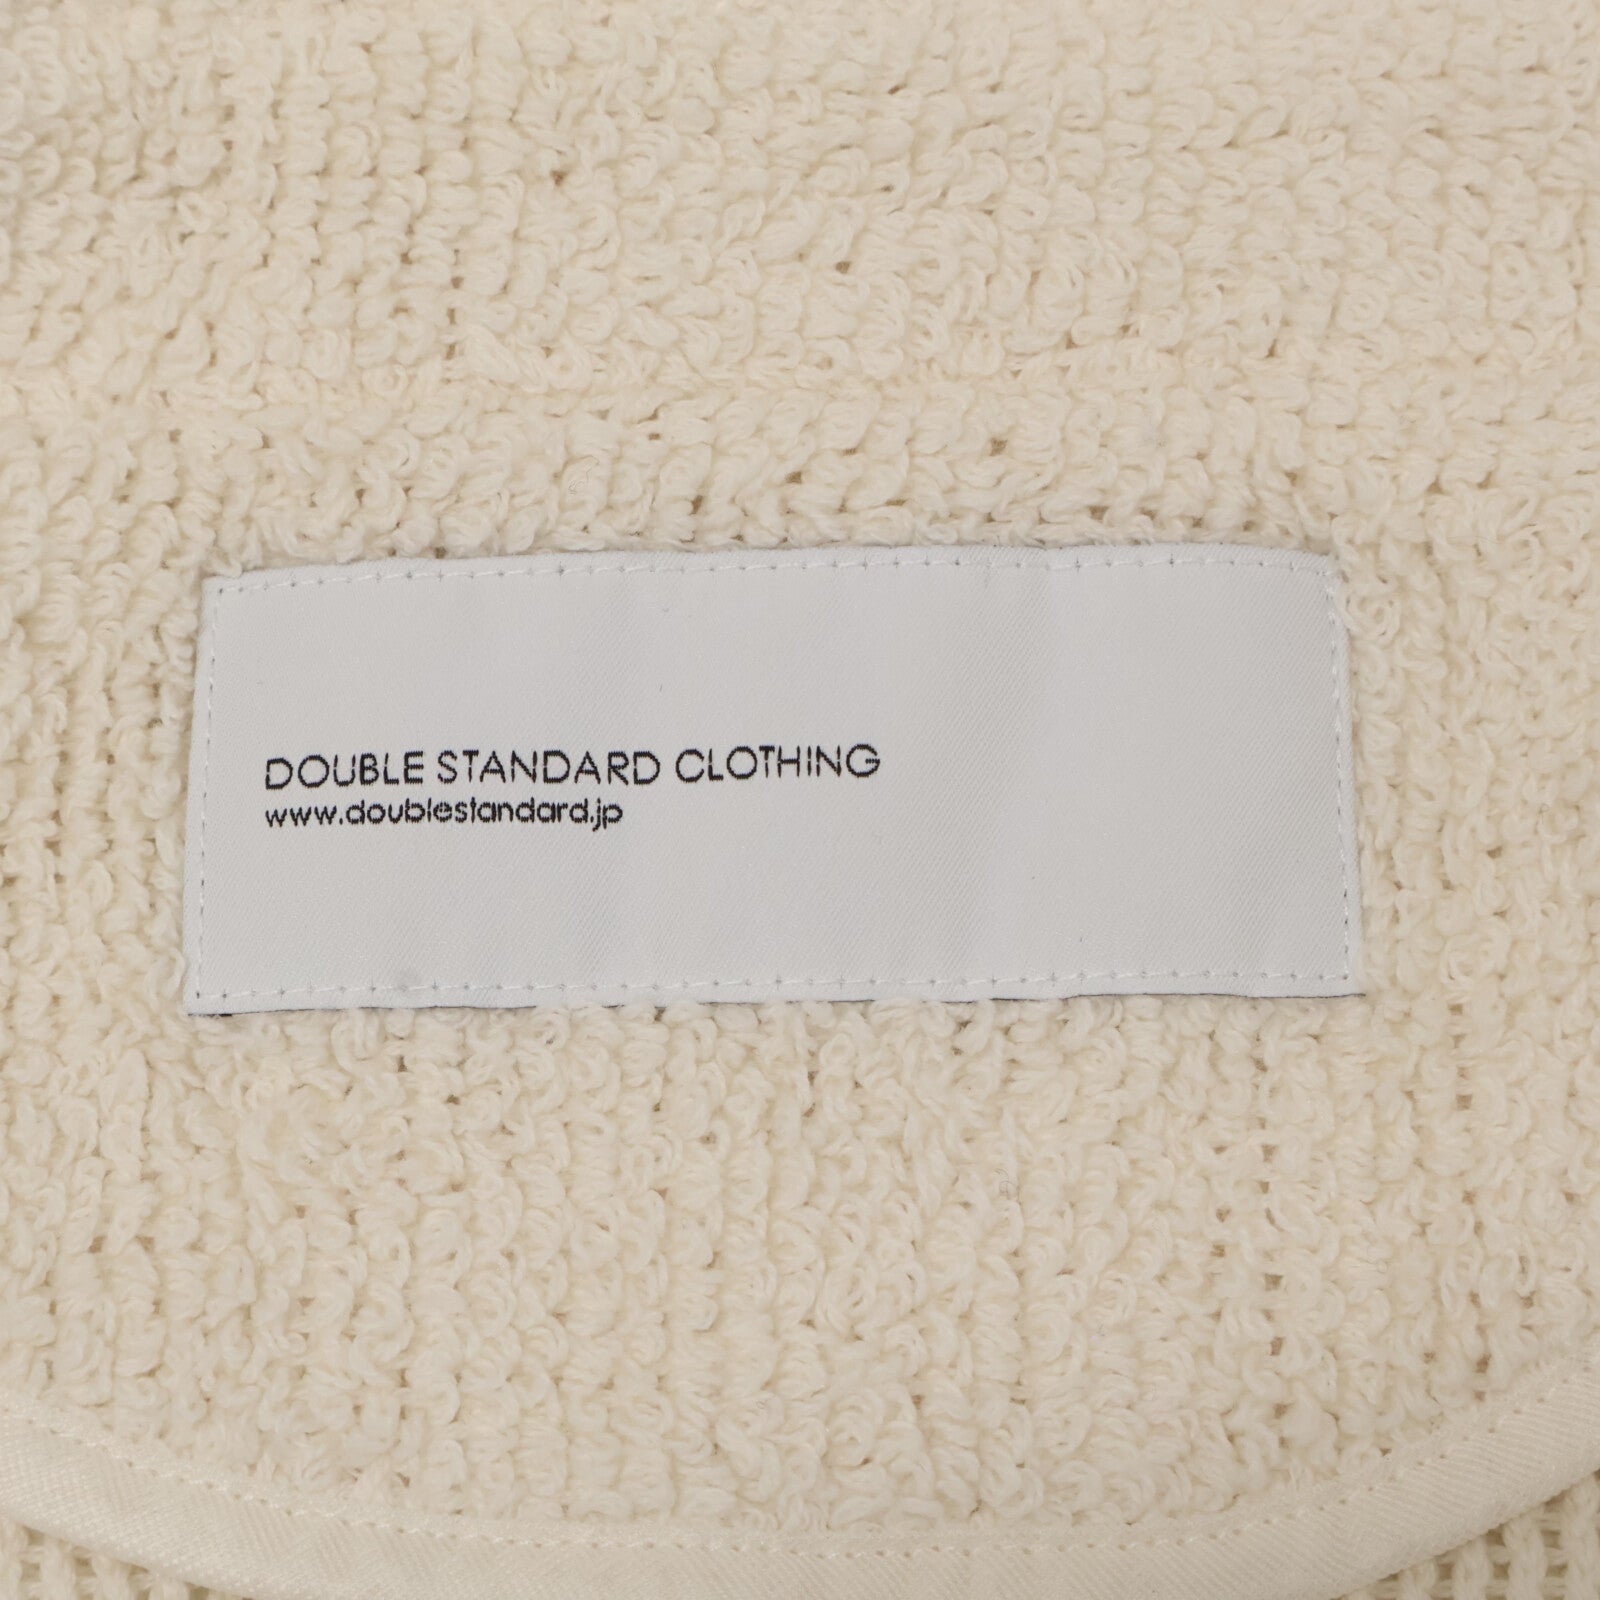 DOUBLE STANDARD CLOTHING
www.doublestandard.jp